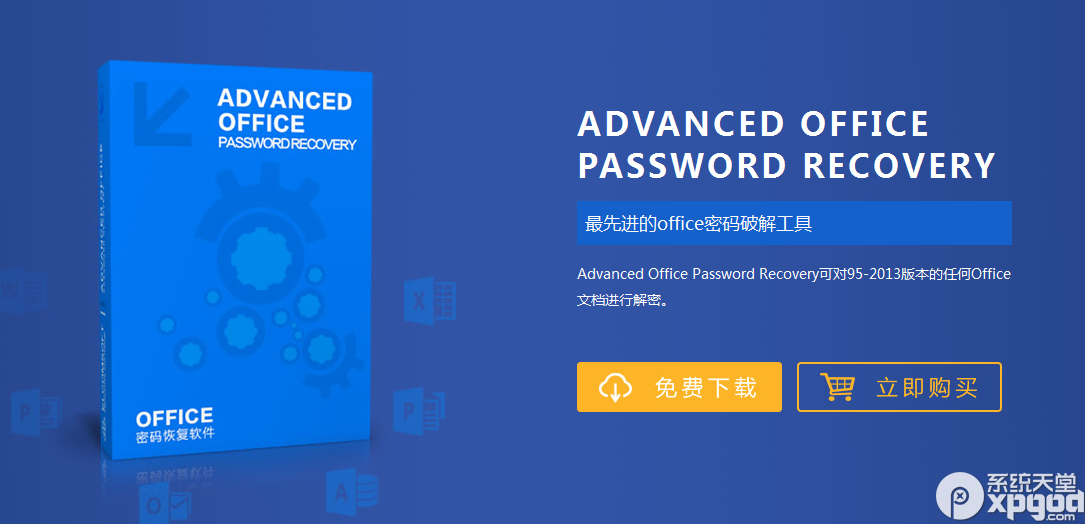 ADVANCED
OFFICE
PASSWORD RECOVERY
OFFICE
密码恢复软件
ADVANCED OFFICE
PASSWORD RECOVERY
最先进的office密码破解工具
Advanced Office Password Recovery可对95-2013版本的任何Office
文档进行解密。
免费下载
立即购买
系统天堂
xpgod
.com